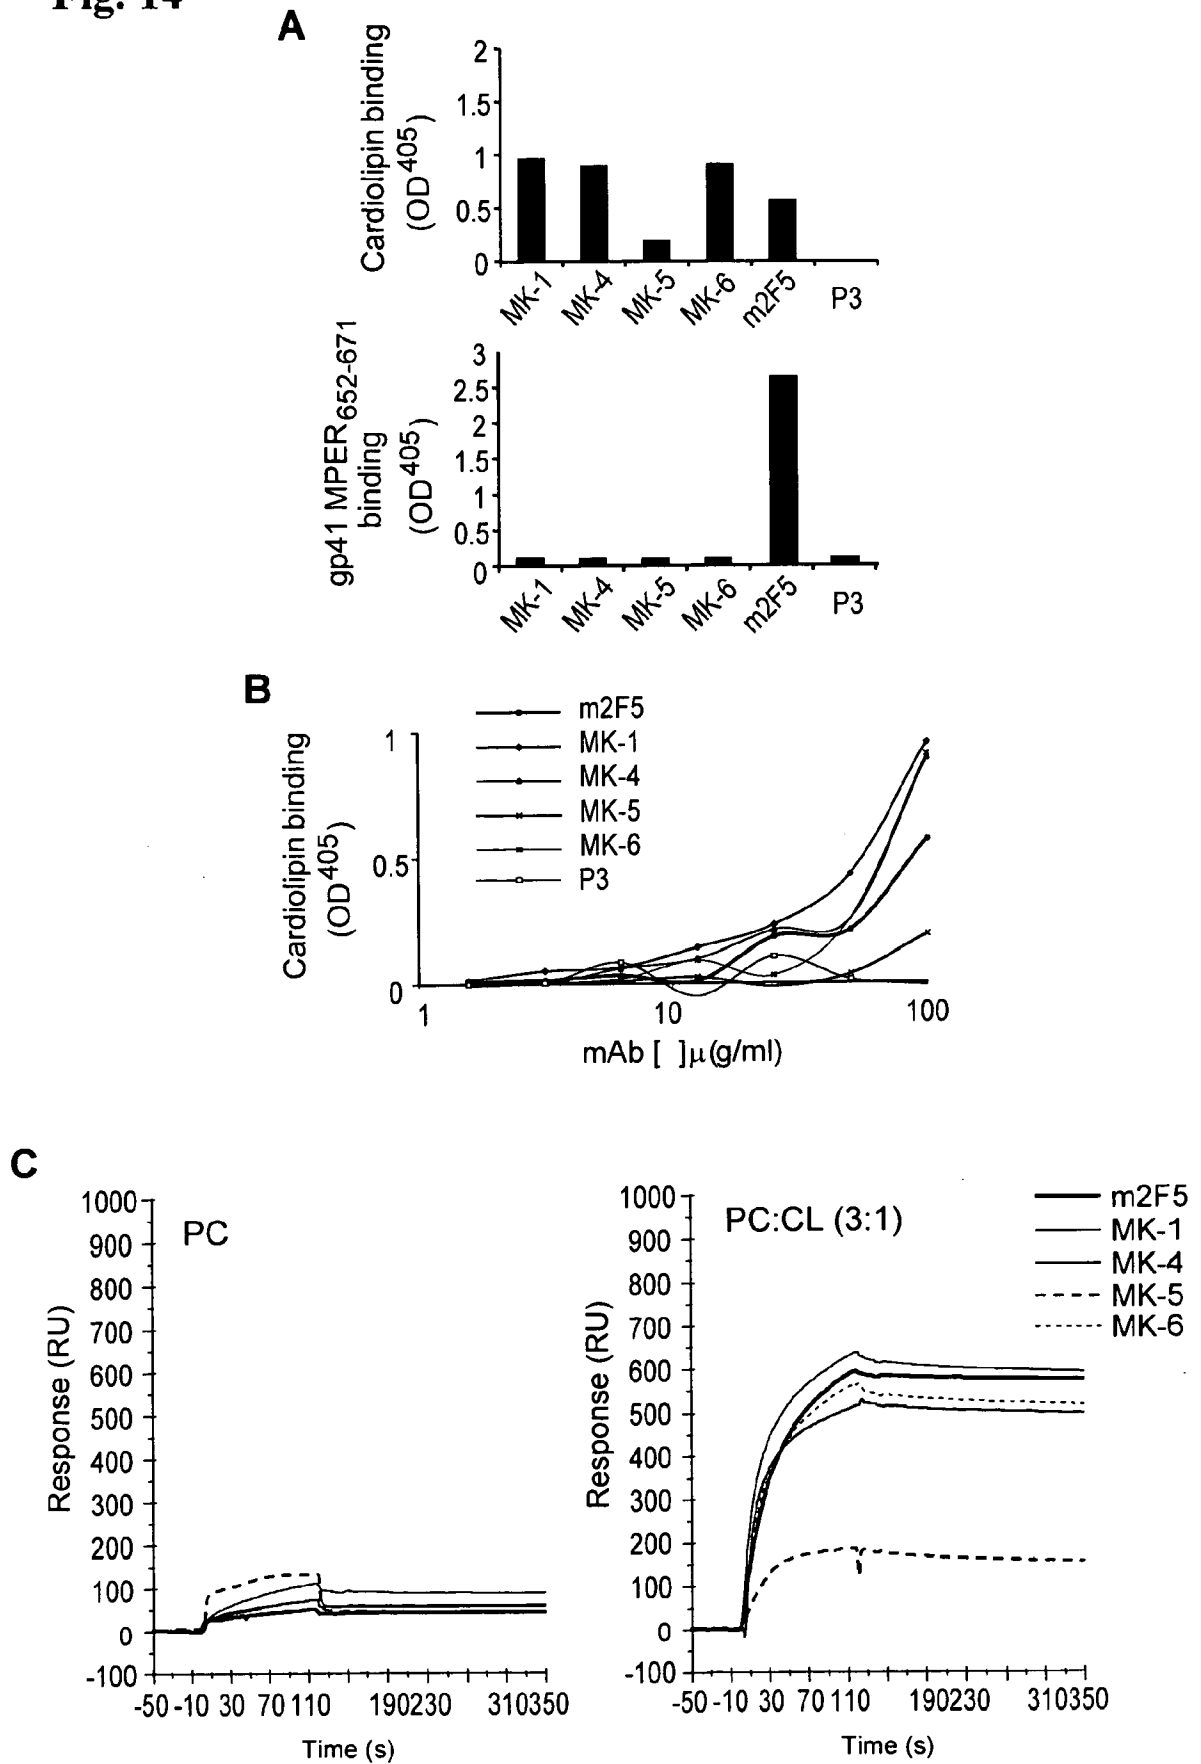 Fig. 14
A
Cardiolipin binding
(OD405)
2
1.5
1
0.5
0
MK-1
MK-4
MK-5
MK-6
m2F5
P3
gp41 MPER652-671
binding
(OD405)
3
2.5
2
1.5
1
0.5
0
MK-1
MK-4
MK-5
MK-6
m2F5
P3
B
m2F5
MK-1
MK-4
MK-5
MK-6
P3
Cardiolipin binding
(OD405)
1
0.5
0
1
10
100
mAb [ ]μ(g/ml)
C
PC
Response (RU)
1000
900
800
700
600
500
400
300
200
100
0
-100
-50 -10 30 70 110 190230 310350
Time (s)
PC:CL (3:1)
Response (RU)
1000
900
800
700
600
500
400
300
200
100
0
-100
-50 -10 30 70 110 190230 310350
Time (s)
m2F5
MK-1
MK-4
MK-5
MK-6